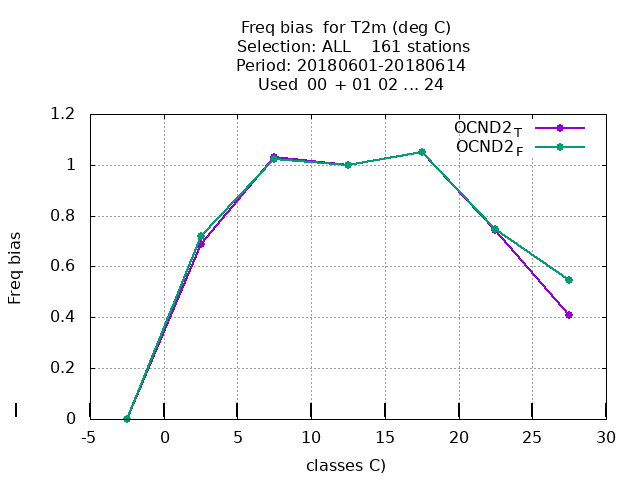 Freq bias for T2m (deg C)
Selection: ALL 161 stations
Period: 20180601-20180614
Used 00 + 01 02 ... 24
OCND2 T
OCND2 F
1.2
1
0.8
0.6
0.4
0.2
0
Freq bias
-5 0 5 10 15 20 25 30
classes C)